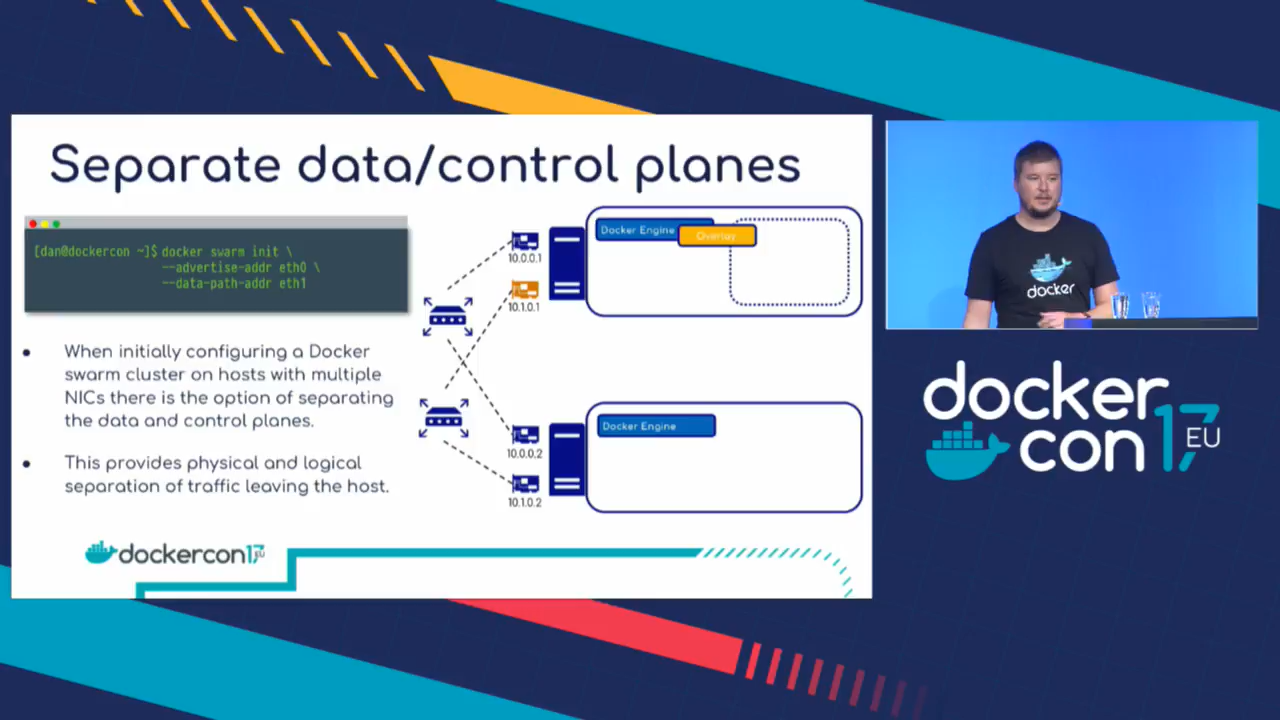 Separate data/control planes
[dan@dockercon ~]$ docker swarm init \
--advertise-addr eth0 \
--data-path-addr eth1
When initially configuring a Docker
swarm cluster on hosts with multiple
NICs there is the option of separating
the data and control planes.
This provides physical and logical
separation of traffic leaving the host.
10.0.0.1
10.1.0.1
Docker Engine
Overlay
10.0.0.2
10.1.0.2
Docker Engine
dockercon17 EU
docker
docker
con 17 EU